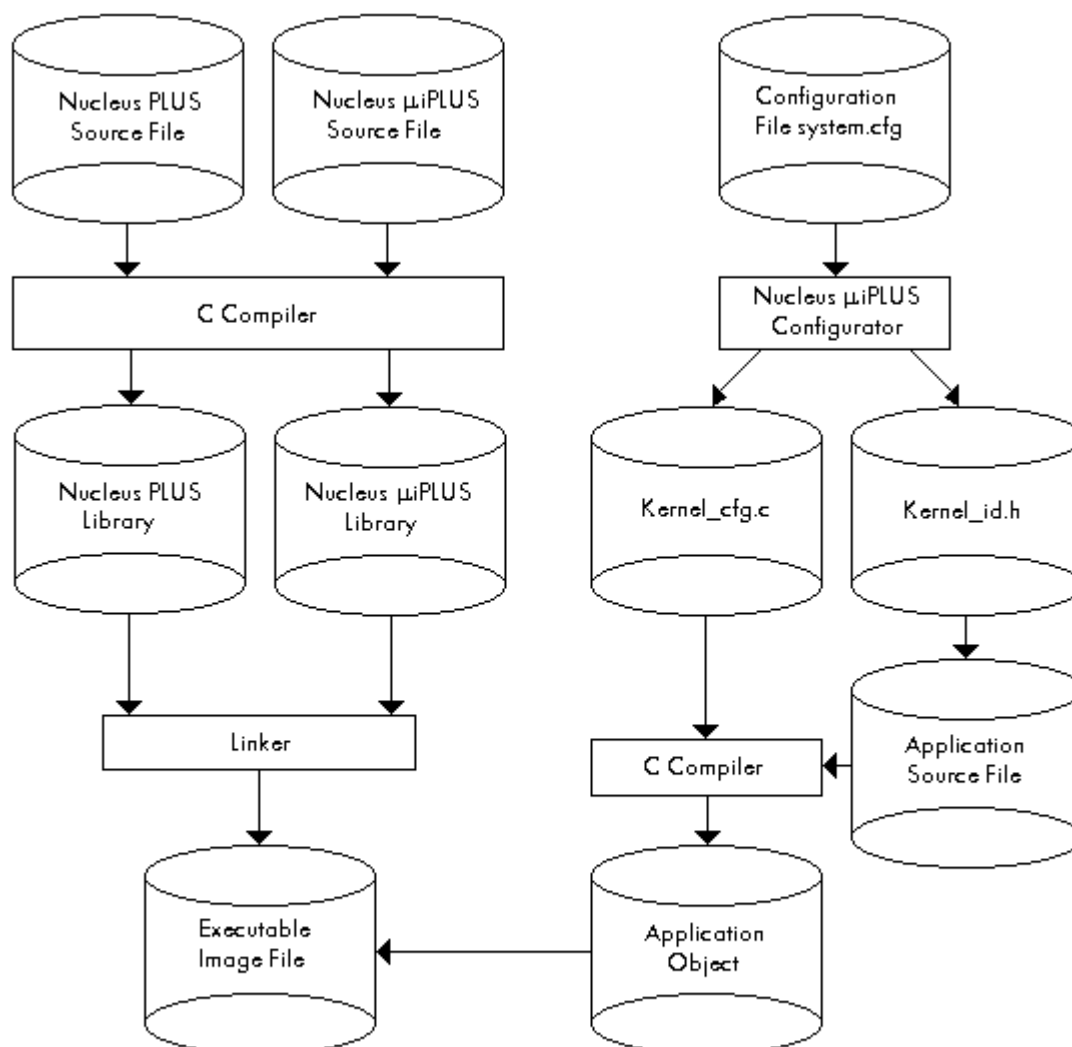 Nucleus PLUS
Source File
Nucleus µiPLUS
Source File
Configuration
File system.cfg
C Compiler
Nucleus µiPLUS
Configurator
Nucleus PLUS
Library
Nucleus µiPLUS
Library
Kernel_cfg.c
Kernel_id.h
Linker
C Compiler
Application
Source File
Executable
Image File
Application
Object